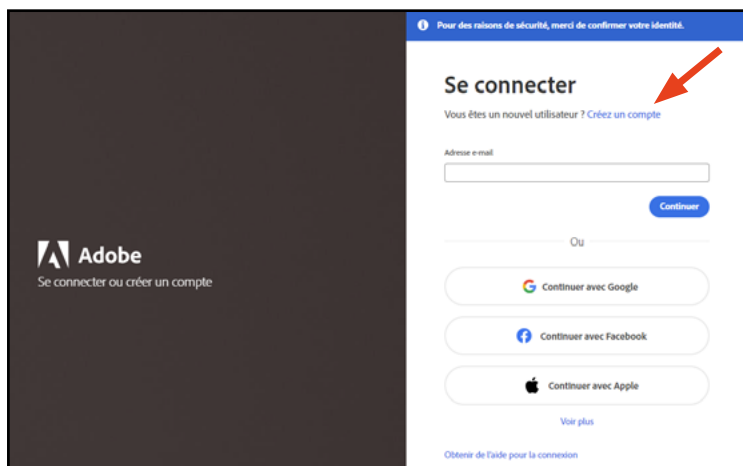 Pour des raisons de sécurité, merci de confirmer votre identité.
Se connecter
Vous êtes un nouvel utilisateur ? Créez un compte
Adresse e-mail
Continuer
Ou
Adobe
Se connecter ou créer un compte
Continuer avec Google
Continuer avec Facebook
Continuer avec Apple
Voir plus
Obtenir de l'aide pour la connexion